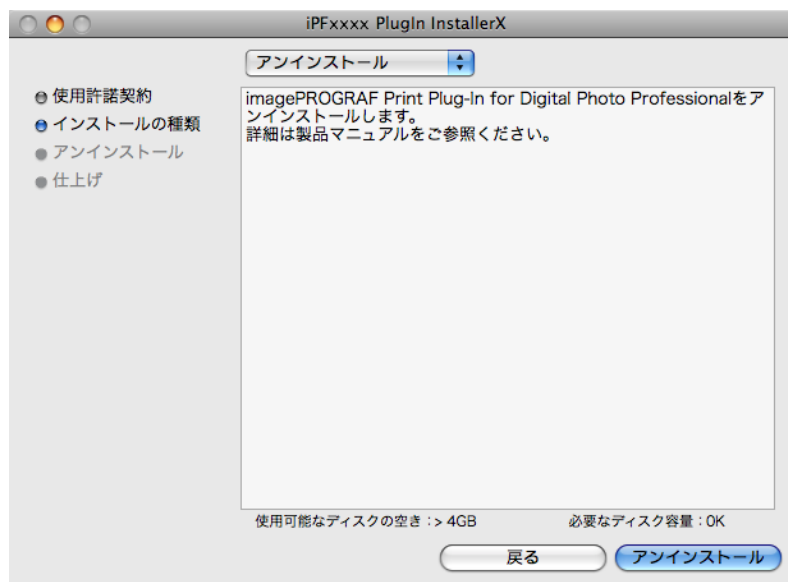 iPFxxxx PlugIn InstallerX
アンインストール
使用許諾契約
インストールの種類
アンインストール
仕上げ
imagePROGRAF Print Plug-In for Digital Photo Professionalをア
ンインストールします。
詳細は製品マニュアルをご参照ください。
使用可能なディスクの空き:> 4GB
必要なディスク容量:0K
戻る
アンインストール